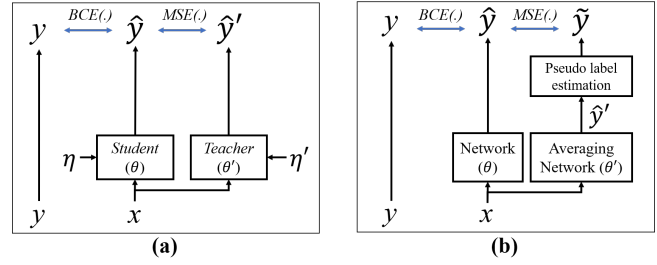 y BCE(.) ŷ MSE(.) ŷ′
η Student (θ) Teacher (θ′) η′
y x
(a)
y BCE(.) ŷ MSE(.) ỹ
Pseudo label
estimation
ŷ′
Network
(θ)
Averaging
Network (θ′)
y x
(b)